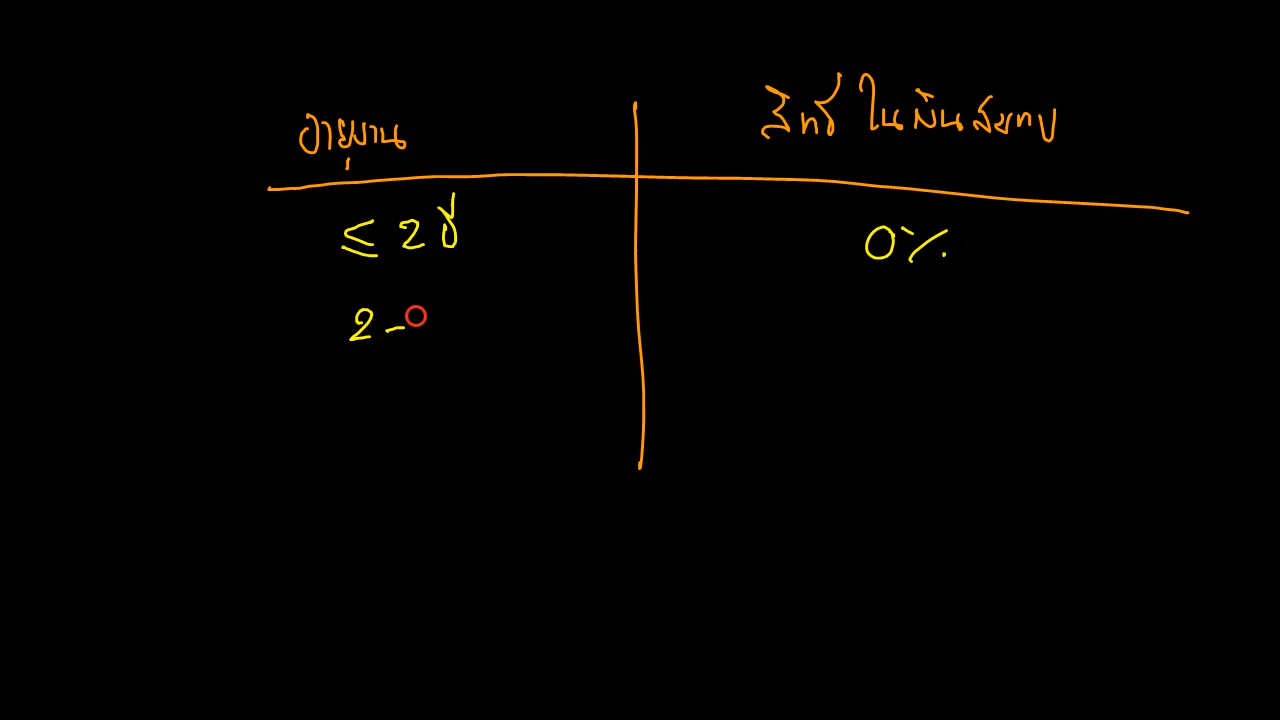 อายุงาน
สิทธิ์ ในเงินสมทบ
≤ 2 ปี
0%
2 -